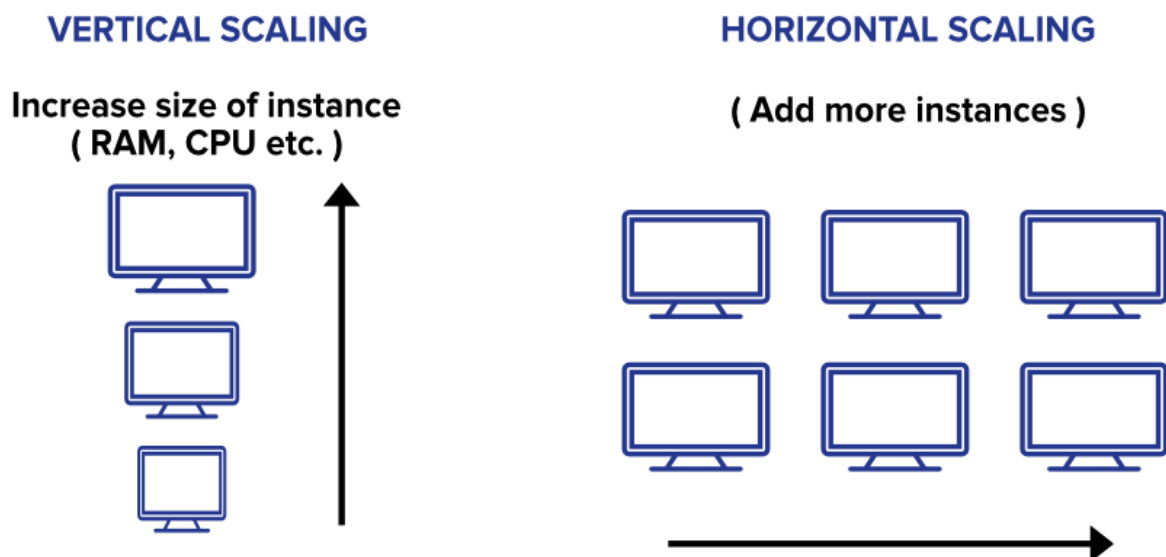 VERTICAL SCALING
Increase size of instance
( RAM, CPU etc. )
HORIZONTAL SCALING
( Add more instances )